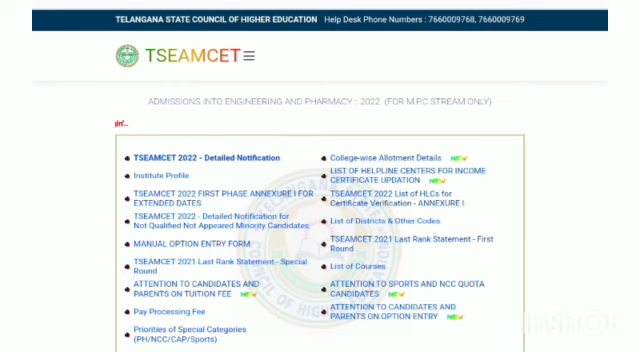 TELANGANA STATE COUNCIL OF HIGHER EDUCATION Help Desk Phone Numbers : 7660009768, 7660009769
TSEAMCET
ADMISSIONS INTO ENGINEERING AND PHARMACY :: 2022 (FOR M.P.C STREAM ONLY)
TSEAMCET 2022 - Detailed Notification
College-wise Allotment Details
Institute Profile
LIST OF HELPLINE CENTERS FOR INCOME
CERTIFICATE UPDATION
TSEAMCET 2022 FIRST PHASE ANNEXURE I FOR
EXTENDED DATES
TSEAMCET 2022 List of HLCs for
Certificate Verification - ANNEXURE I
TSEAMCET 2022 - Detailed Notification for
Not Qualified Not Appeared Minority Candidates
List of Districts & Other Codes
MANUAL OPTION ENTRY FORM
TSEAMCET 2021 Last Rank Statement - First
Round
TSEAMCET 2021 Last Rank Statement - Special
Round
List of Courses
ATTENTION TO CANDIDATES AND
PARENTS ON TUITION FEE
ATTENTION TO SPORTS AND NCC QUOTA
CANDIDATES
Pay Processing Fee
ATTENTION TO CANDIDATES AND
PARENTS ON OPTION ENTRY
Priorities of Special Categories
(PH/NCC/CAP/Sports)
InShOt